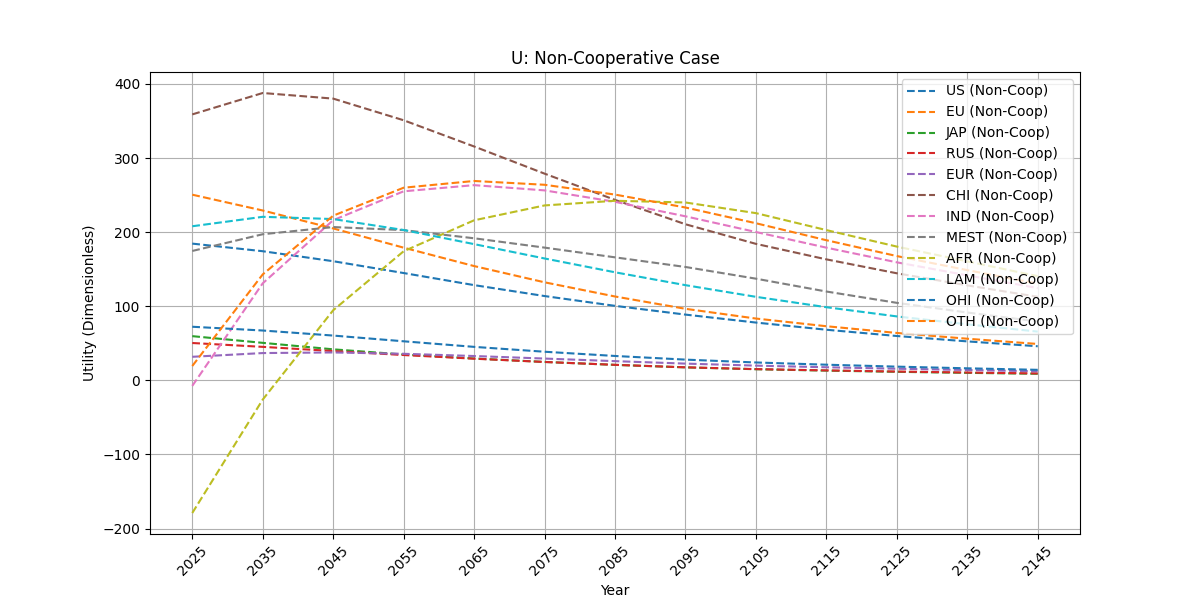 U: Non-Cooperative Case
Utility (Dimensionless)
400
300
200
100
0
−100
−200
US (Non-Coop)
EU (Non-Coop)
JAP (Non-Coop)
RUS (Non-Coop)
EUR (Non-Coop)
CHI (Non-Coop)
IND (Non-Coop)
MEST (Non-Coop)
AFR (Non-Coop)
LAM (Non-Coop)
OHI (Non-Coop)
OTH (Non-Coop)
2025 2035 2045 2055 2065 2075 2085 2095 2105 2115 2125 2135 2145
Year